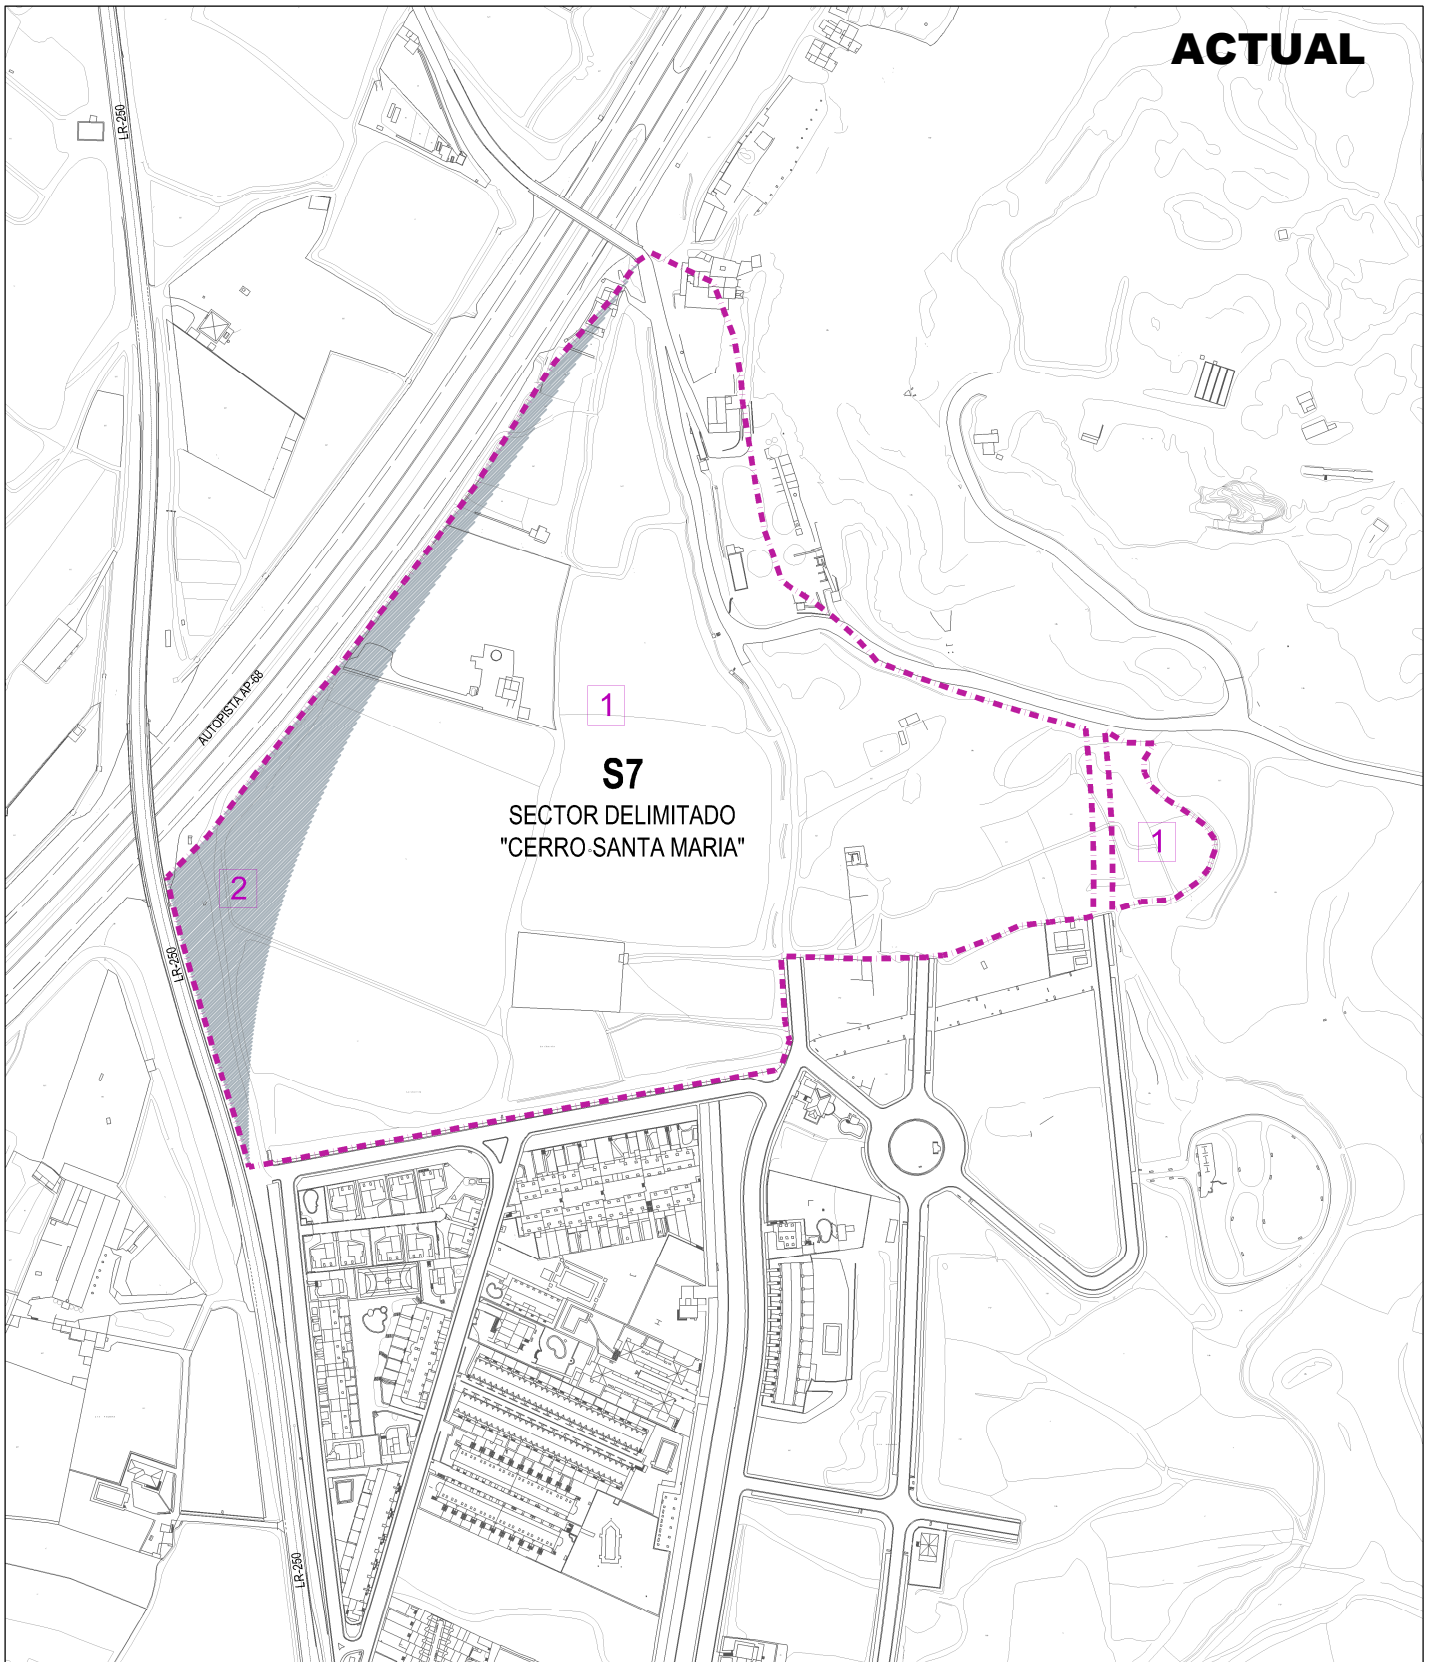 ACTUAL
LR-250
AUTOPISTA AP-68
1
S7
SECTOR DELIMITADO
"CERRO SANTA MARIA"
1
2
LR-250
LR-250